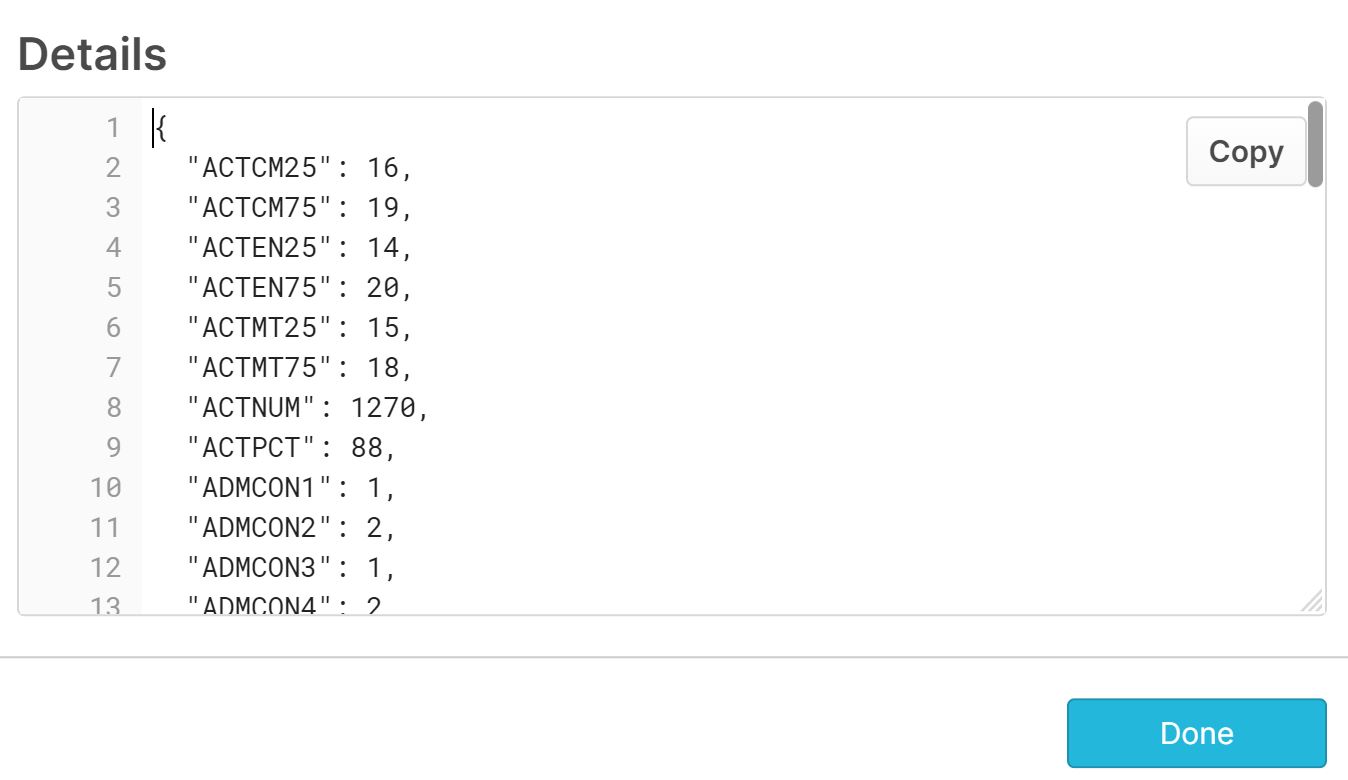 Details
1 {
Copy
2 "ACTCM25": 16,
3 "ACTCM75": 19,
4 "ACTEN25": 14,
5 "ACTEN75": 20,
6 "ACTMT25": 15,
7 "ACTMT75": 18,
8 "ACTNUM": 1270,
9 "ACTPCT": 88,
10 "ADMCON1": 1,
11 "ADMCON2": 2,
12 "ADMCON3": 1,
13 "ADMCON4": 2
Done